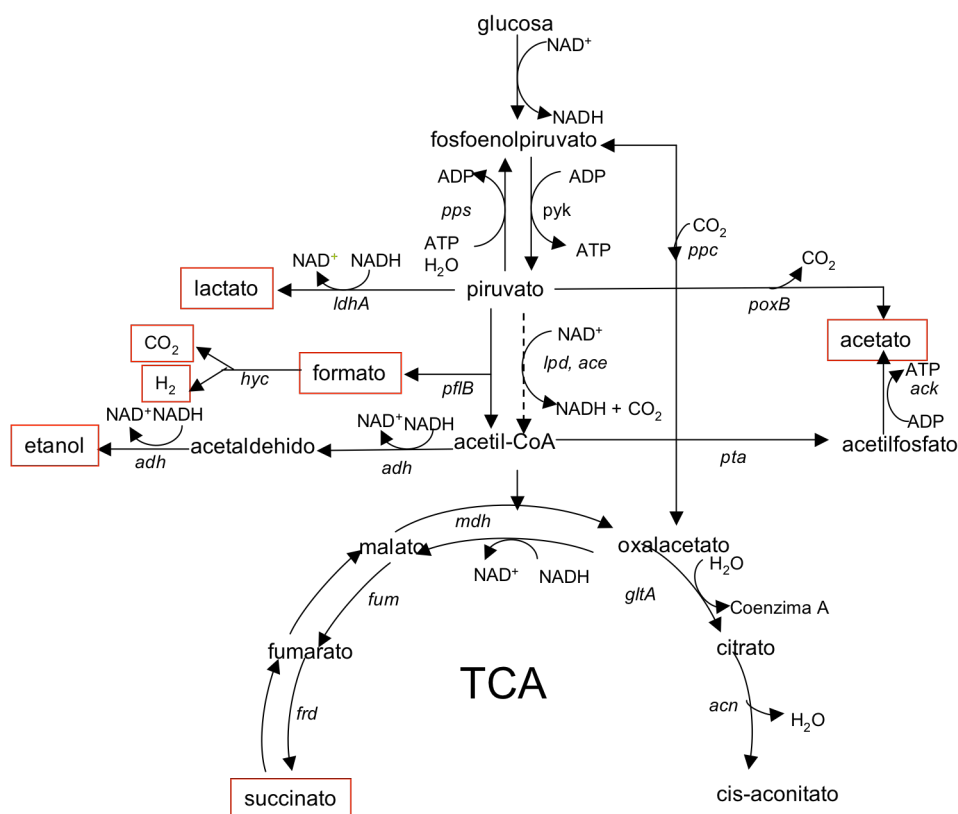 glucosa
NAD⁺
NADH
fosfoenolpiruvato
ADP
ADP
pps
pyk
CO₂
ppc
ATP
H₂O
ATP
NAD⁺ NADH
CO₂
lactato
ldhA
piruvato
poxB
CO₂
NAD⁺
acetato
lpd, ace
H₂
hyc
formato
pflB
ATP
ack
NADH + CO₂
ADP
NAD⁺NADH
NAD⁺NADH
etanol
adh
acetaldehido
adh
acetil-CoA
pta
acetilfosfato
mdh
malato
oxalacetato
NAD⁺ NADH
H₂O
fum
gltA
Coenzima A
fumarato
citrato
TCA
frd
acn
H₂O
succinato
cis-aconitato